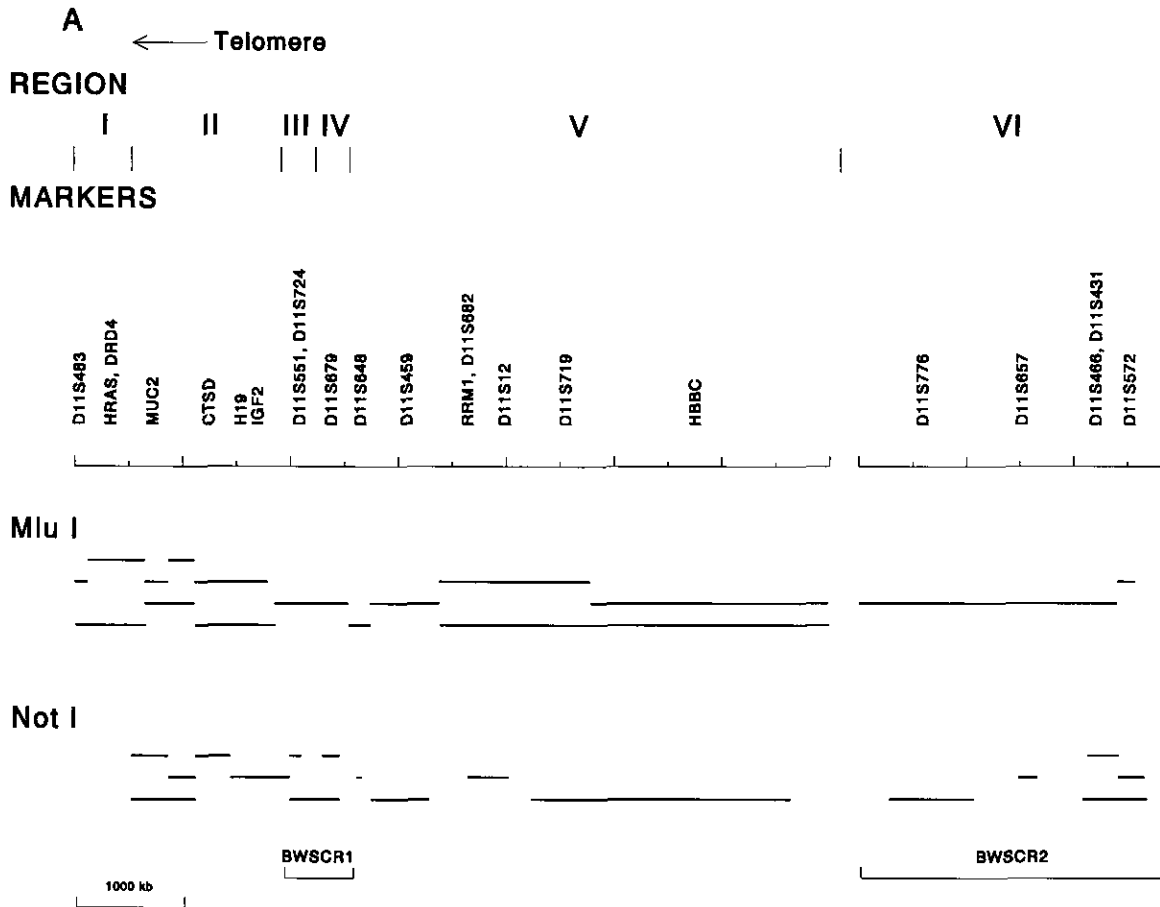 A
Telomere
REGION
I II III IV V VI
MARKERS
D11S483
HRAS, DRD4
MUC2
CTSD
H19
IGF2
D11S551, D11S724
D11S679
D11S648
D11S459
RRM1, D11S682
D11S12
D11S719
HBBC
D11S776
D11S657
D11S466, D11S431
D11S572
Mlu I
Not I
BWSCR1
BWSCR2
1000 kb